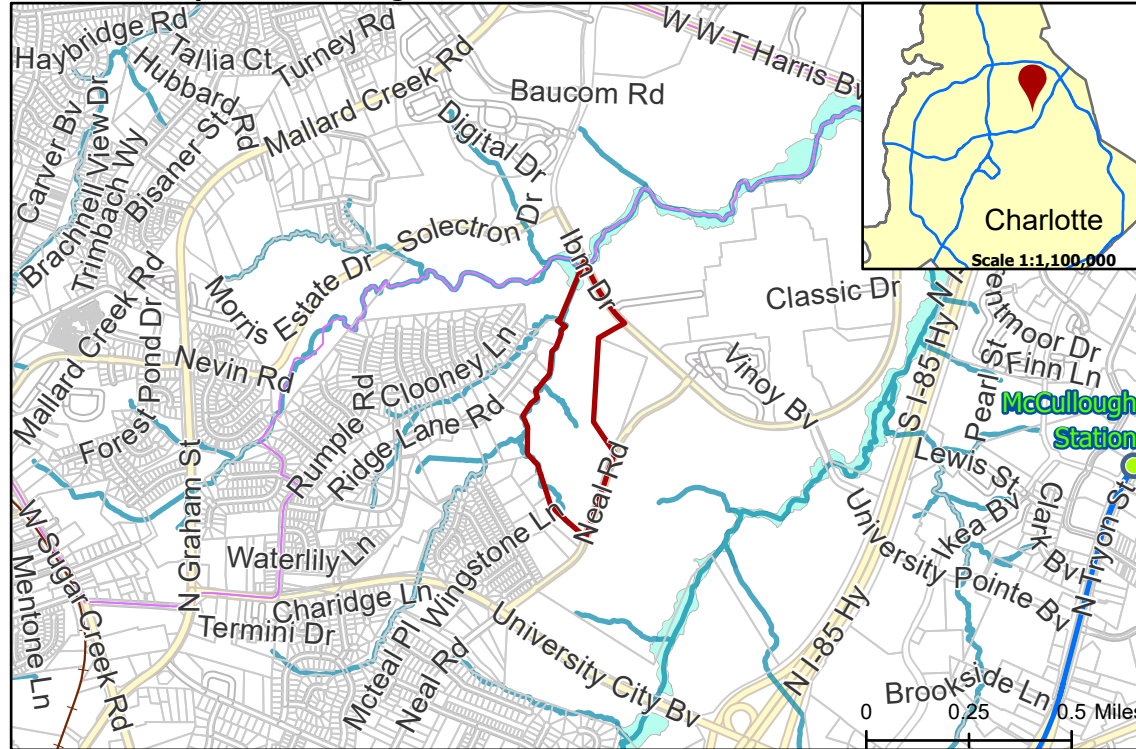 Haybridge Rd
Tallia Ct
Turney Rd
Hubbard Rd
W W T Harris Bv
Mallard Creek Rd
Baucom Rd
Carver Bv
Bisaner St
Digital Dr
Brachnell View Dr
Trimbach Wy
Charlotte
Scale 1:1,100,000
Solectron Dr
Ibm Dr
Morris Estate Dr
Classic Dr
N I-
S I-85 Hy
entmoor Dr
Mallard Creek Rd
Forest Pond Dr
Nevin Rd
Clooney Ln
Vinoy Bv
Pearl St
Finn Ln
Rumple Rd
Ridge Lane Rd
McCullough
Station
Neal Rd
Lewis St
N Graham St
W Sugar Creek Rd
Wingstone Ln
University Pointe Bv
Ikea Bv
Clark Bv
N Tryon St
Waterlily Ln
Mentone Ln
Charidge Ln
Termini Dr
Mcteal Pl
Neal Rd
University City Bv
N I-85 Hy
Brookside Ln
0 0.25 0.5 Miles